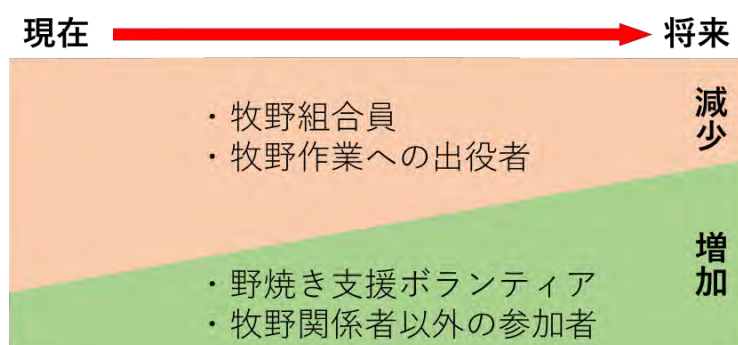 現在
将来
・牧野組合員
・牧野作業への出役者
減少
・野焼き支援ボランティア
・牧野関係者以外の参加者
増加